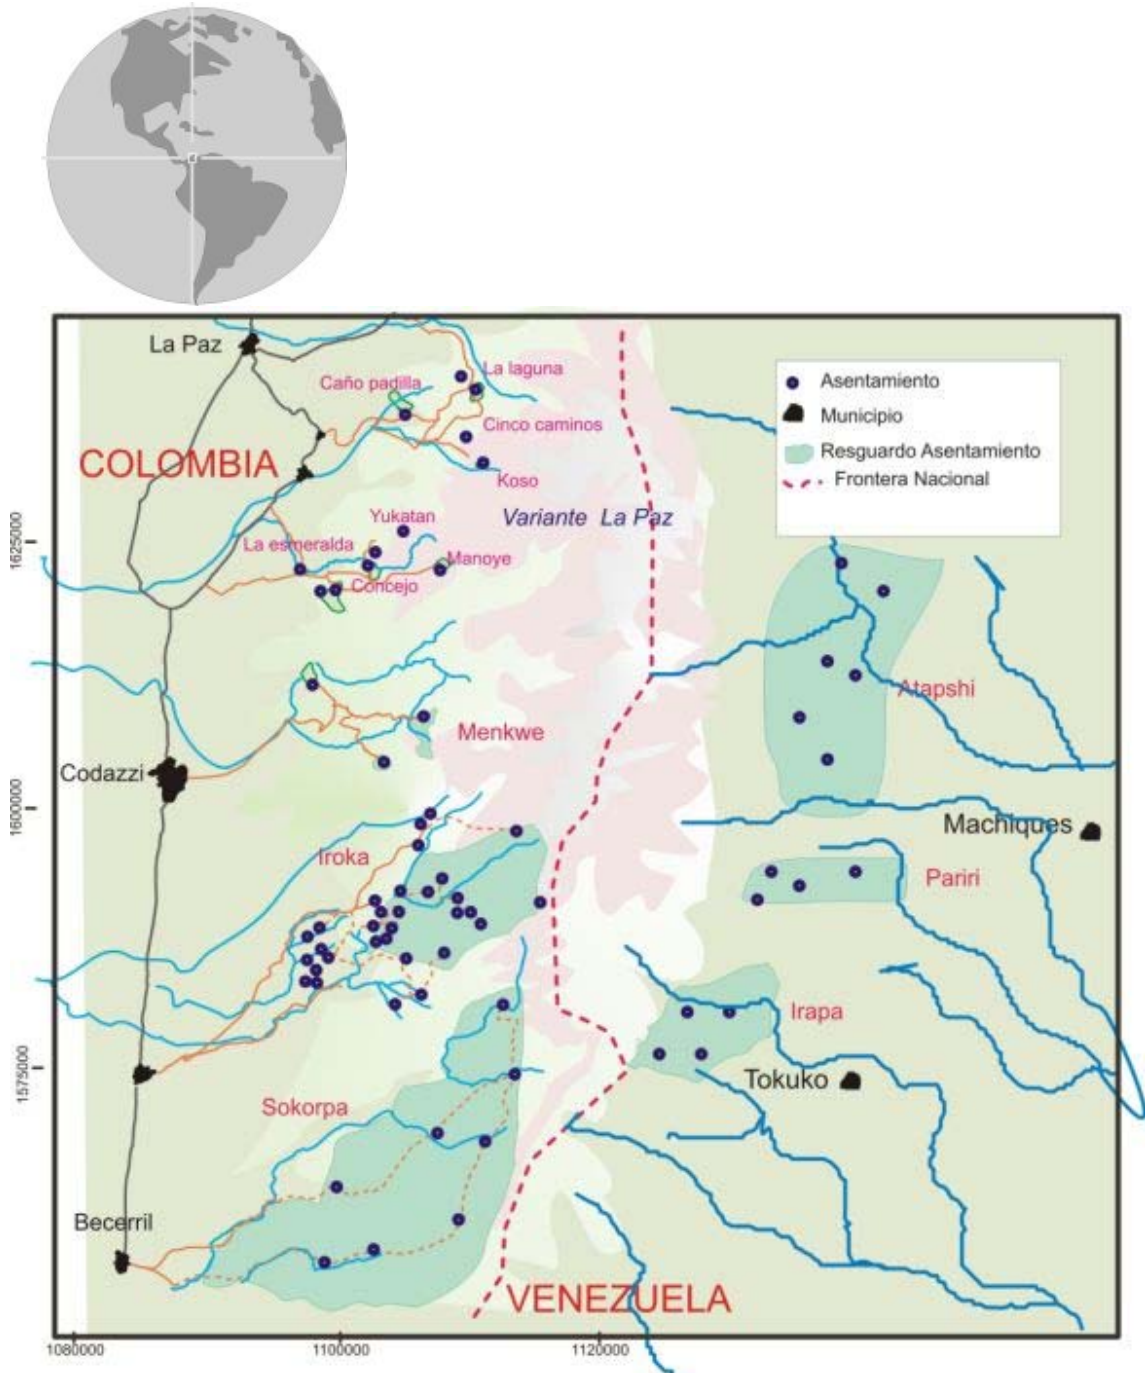 La Paz
La laguna
Caño padilla
Cinco caminos
COLOMBIA
Koso
Yukatan
Variante La Paz
La esmeralda
Manoye
Concejo
Asentamiento
Municipio
Resguardo Asentamiento
Frontera Nacional
1625000
Atapshi
Menkwe
Codazzi
1600000
Machiques
Iroka
Pariri
Irapa
1575000
Tokuko
Sokorpa
Becerril
VENEZUELA
1080000
1100000
1120000